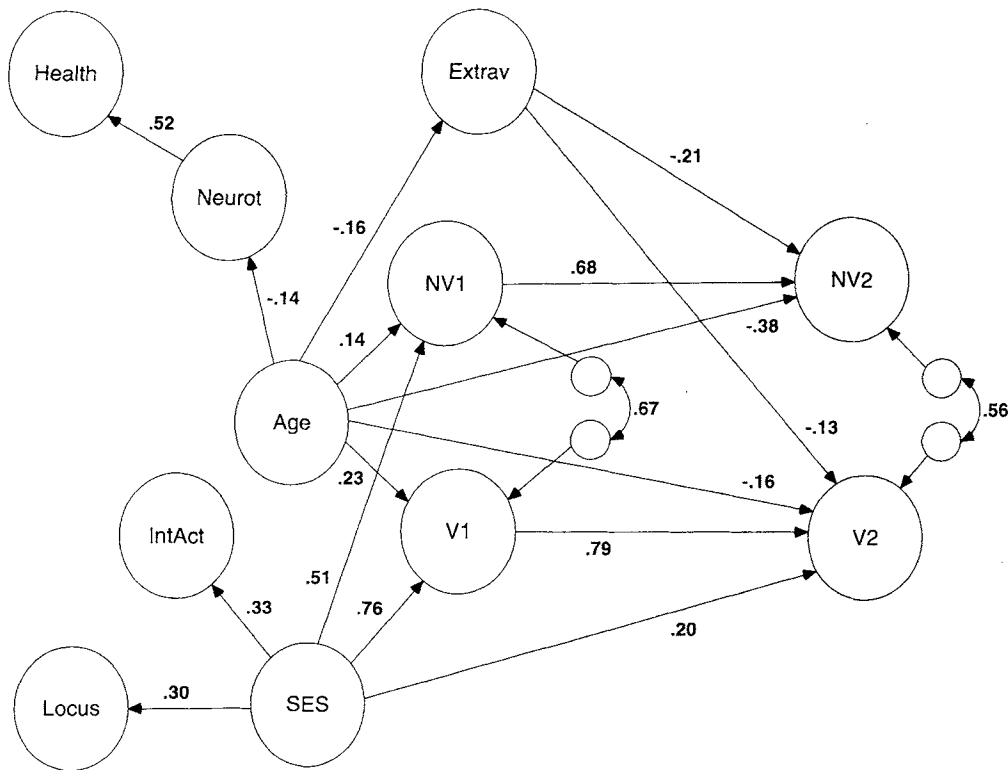 Health
Extrav
.52
Neurot
-.21
-.16
NV1
.68
NV2
-.14
.14
-.38
Age
.67
.56
.23
-.13
-.16
IntAct
V1
V2
.51
.79
.33
.76
.20
Locus
.30
SES